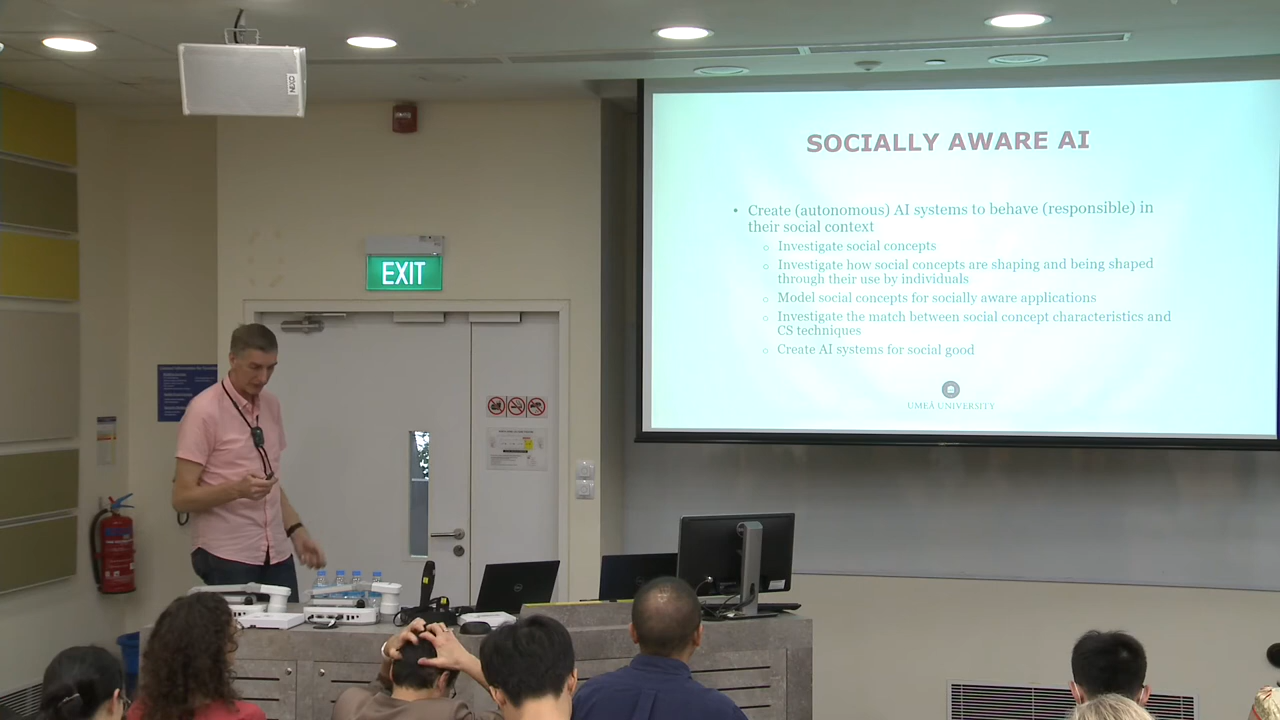 NEXO
SOCIALLY AWARE AI
• Create (autonomous) AI systems to behave (responsible) in
their social context
○ Investigate social concepts
○ Investigate how social concepts are shaping and being shaped
through their use by individuals
○ Model social concepts for socially aware applications
○ Investigate the match between social concept characteristics and
CS techniques
○ Create AI systems for social good
UMEÅ UNIVERSITY
EXIT
DELL